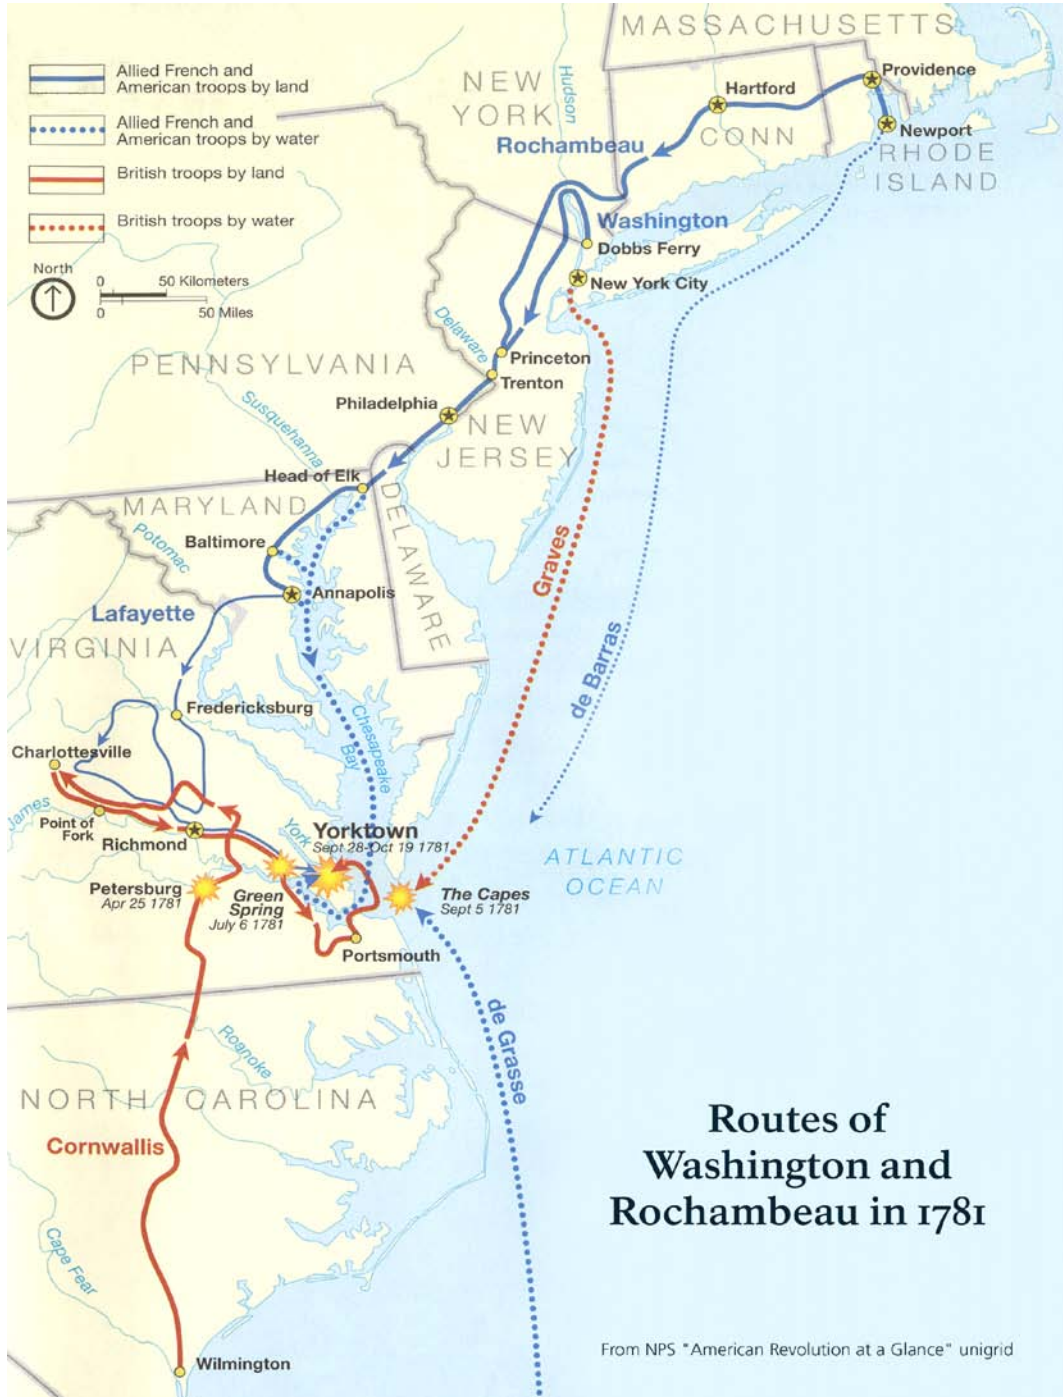 MASSACHUSETTS
Allied French and
American troops by land
Allied French and
American troops by water
British troops by land
British troops by water
North
0 50 Kilometers
0 50 Miles
NEW
YORK
Hudson
Hartford
Providence
Rochambeau
CONN
Newport
RHODE
ISLAND
Washington
Dobbs Ferry
New York City
Delaware
Princeton
PENNSYLVANIA
Trenton
Philadelphia
Susquehanna
NEW
JERSEY
Head of Elk
MARYLAND
DELAWARE
Potomac
Baltimore
Graves
Annapolis
Lafayette
VIRGINIA
de Barras
Fredericksburg
Chesapeake
Bay
Charlottesville
James
Point of
Fork
Richmond
York
Yorktown
Sept 28-Oct 19 1781
ATLANTIC
OCEAN
Petersburg
Apr 25 1781
Green
Spring
July 6 1781
The Capes
Sept 5 1781
Portsmouth
de Grasse
Roanoke
NORTH CAROLINA
Cornwallis
Cape Fear
Wilmington
Routes of
Washington and
Rochambeau in 1781
From NPS "American Revolution at a Glance" unigrid